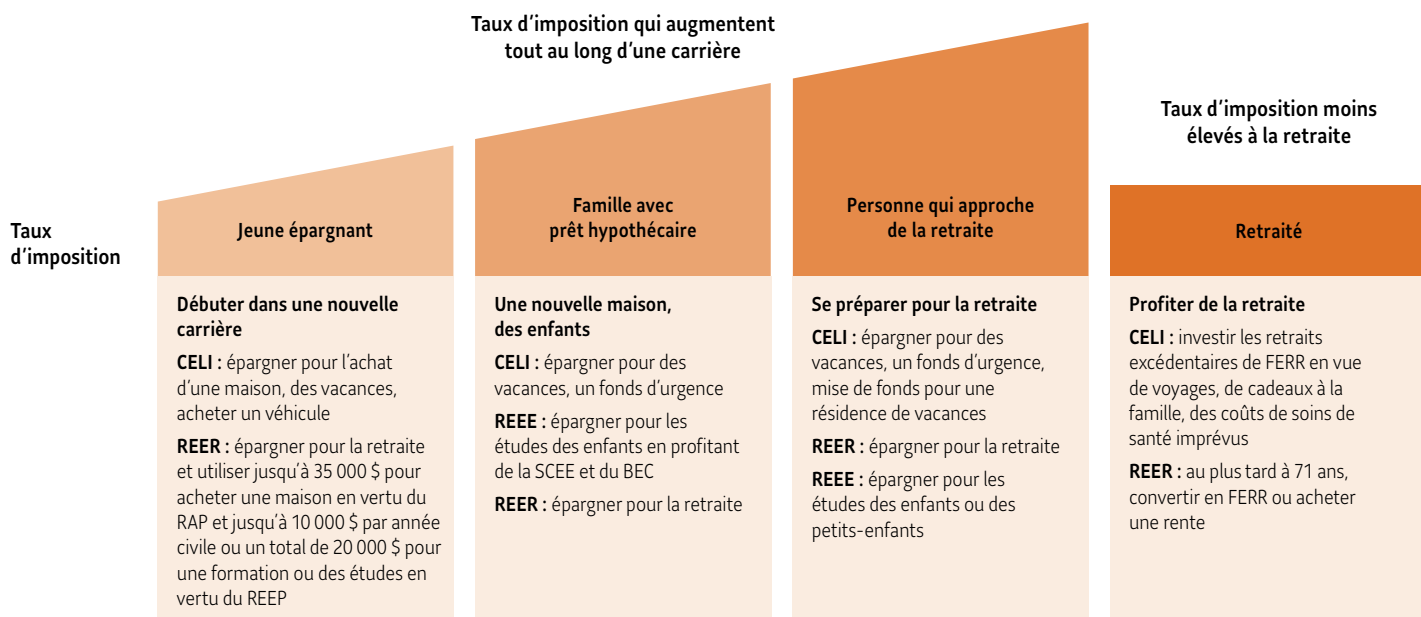 Taux d'imposition qui augmentent
tout au long d'une carrière
Taux d'imposition moins
élevés à la retraite
Taux
d'imposition
Jeune épargnant
Famille avec
prêt hypothécaire
Personne qui approche
de la retraite
Retraité
Débuter dans une nouvelle
carrière
CELI : épargner pour l'achat
d'une maison, des vacances,
acheter un véhicule
REER : épargner pour la retraite
et utiliser jusqu'à 35 000 $ pour
acheter une maison en vertu du
RAP et jusqu'à 10 000 $ par année
civile ou un total de 20 000 $ pour
une formation ou des études en
vertu du REEP
Une nouvelle maison,
des enfants
CELI : épargner pour des
vacances, un fonds d'urgence
REEE : épargner pour les
études des enfants en profitant
de la SCEE et du BEC
REER : épargner pour la retraite
Se préparer pour la retraite
CELI : épargner pour des
vacances, un fonds d'urgence,
mise de fonds pour une
résidence de vacances
REER : épargner pour la retraite
REEE : épargner pour les
études des enfants ou des
petits-enfants
Profiter de la retraite
CELI : investir les retraits
excédentaires de FERR en vue
de voyages, de cadeaux à la
famille, des coûts de soins de
santé imprévus
REER : au plus tard à 71 ans,
convertir en FERR ou acheter
une rente